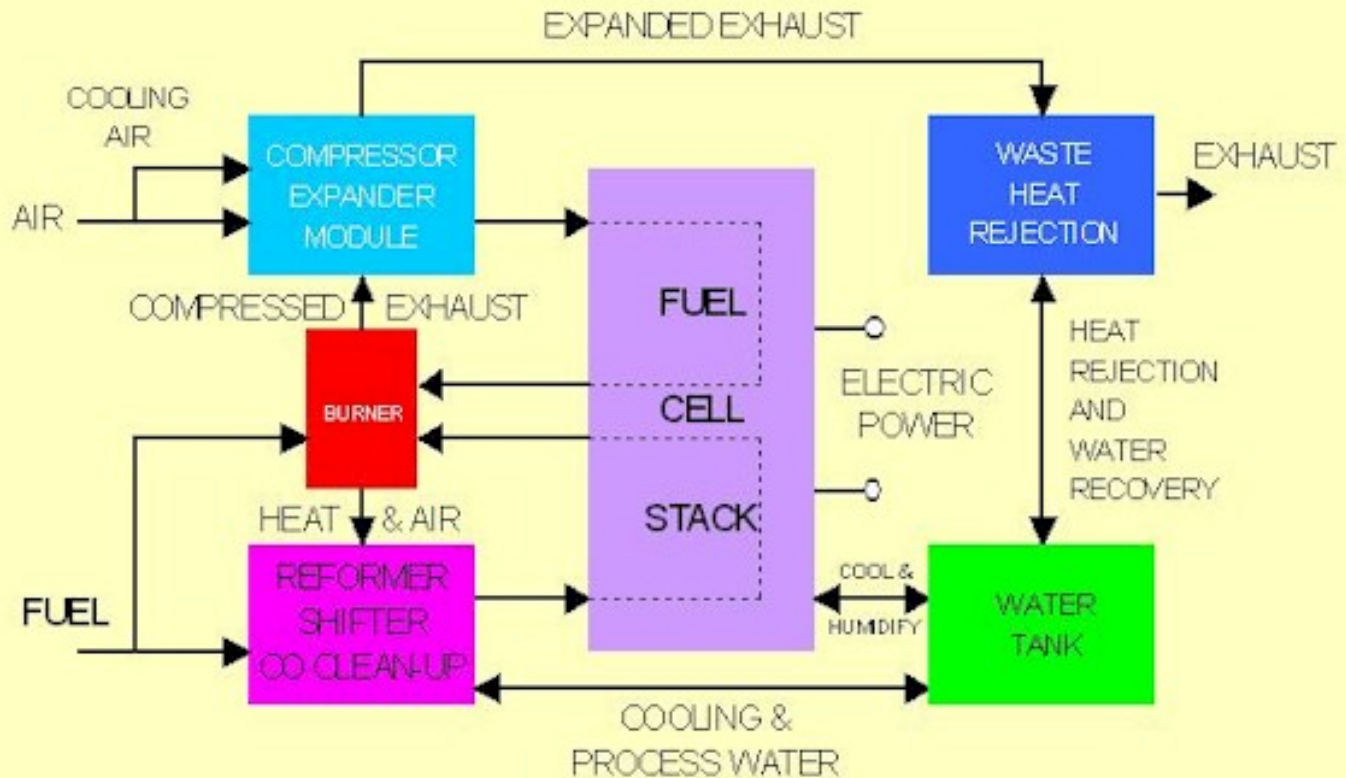 EXPANDED EXHAUST
COOLING
AIR
AIR
COMPRESSOR
EXPANDER
MODULE
WASTE
HEAT
REJECTION
EXHAUST
COMPRESSED EXHAUST
FUEL
CELL
STACK
BURNER
ELECTRIC
POWER
HEAT
REJECTION
AND
WATER
RECOVERY
HEAT & AIR
FUEL
REFORMER
SHIFTER
CO CLEAN-UP
COOL &
HUMIDIFY
WATER
TANK
COOLING &
PROCESS WATER